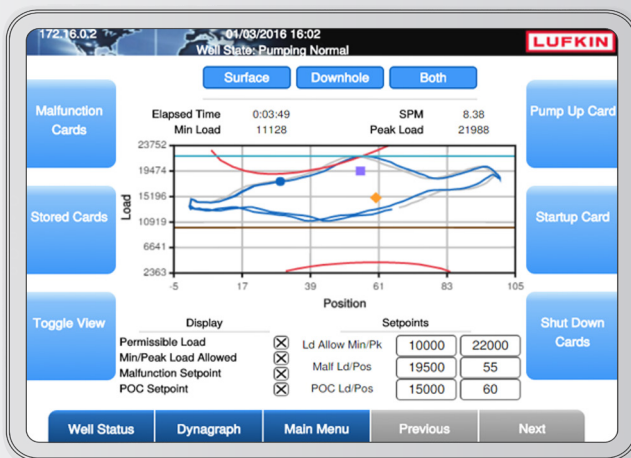 172.16.0.2
01/03/2016 16:02
Well State: Pumping Normal
LUFKIN
Surface Downhole Both
Malfunction Cards
Stored Cards
Toggle View
Pump Up Card
Startup Card
Shut Down Cards
Elapsed Time 0:03:49 SPM 8.38
Min Load 11128 Peak Load 21988
Load
23752
19474
15196
10919
6641
2363
-5 17 39 61 83 105
Position
Display Setpoints
Permissible Load
Min/Peak Load Allowed
Malfunction Setpoint
POC Setpoint
Ld Allow Min/Pk 10000 22000
Malf Ld/Pos 19500 55
POC Ld/Pos 15000 60
Well Status Dynagraph Main Menu Previous Next